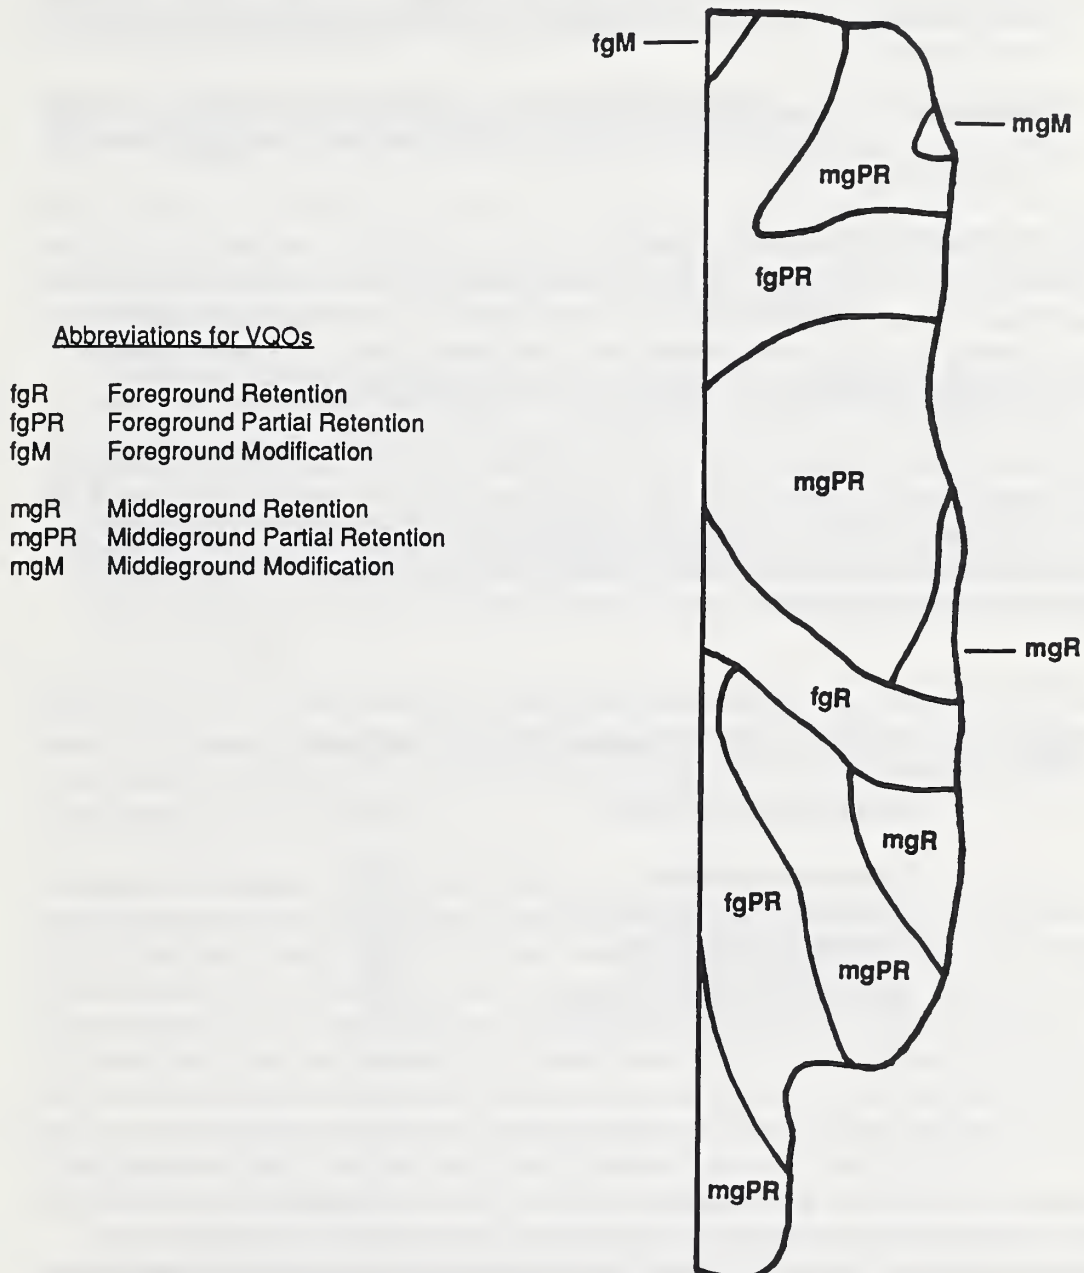 fgM
mgM
mgPR
fgPR
Abbreviations for VQOs
fgR Foreground Retention
fgPR Foreground Partial Retention
fgM Foreground Modification
mgR Middleground Retention
mgPR Middleground Partial Retention
mgM Middleground Modification
mgPR
mgR
fgR
mgR
fgPR
mgPR
mgPR